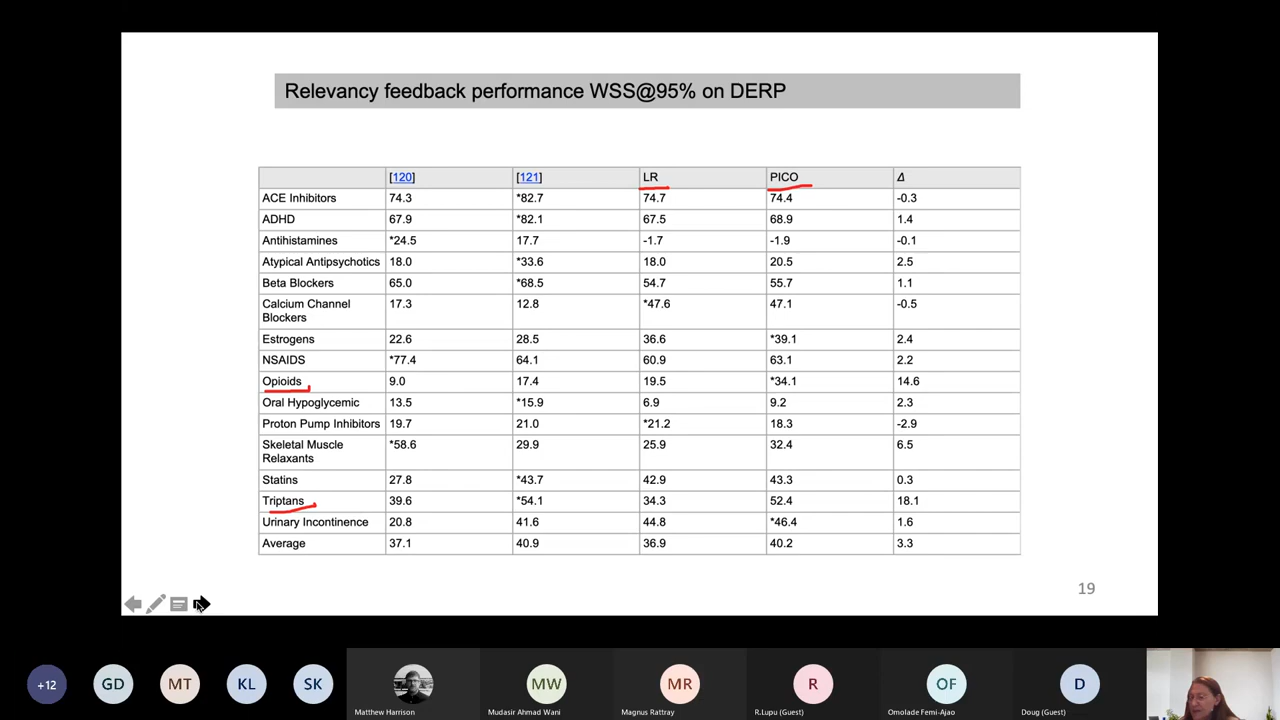 Relevancy feedback performance WSS@95% on DERP
[120] [121] LR PICO Δ
ACE Inhibitors 74.3 *82.7 74.7 74.4 -0.3
ADHD 67.9 *82.1 67.5 68.9 1.4
Antihistamines *24.5 17.7 -1.7 -1.9 -0.1
Atypical Antipsychotics 18.0 *33.6 18.0 20.5 2.5
Beta Blockers 65.0 *68.5 54.7 55.7 1.1
Calcium Channel 17.3 12.8 *47.6 47.1 -0.5
Blockers
Estrogens 22.6 28.5 36.6 *39.1 2.4
NSAIDS *77.4 64.1 60.9 63.1 2.2
Opioids 9.0 17.4 19.5 *34.1 14.6
Oral Hypoglycemic 13.5 *15.9 6.9 9.2 2.3
Proton Pump Inhibitors 19.7 21.0 *21.2 18.3 -2.9
Skeletal Muscle *58.6 29.9 25.9 32.4 6.5
Relaxants
Statins 27.8 *43.7 42.9 43.3 0.3
Triptans 39.6 *54.1 34.3 52.4 18.1
Urinary Incontinence 20.8 41.6 44.8 *46.4 1.6
Average 37.1 40.9 36.9 40.2 3.3
19
+12 GD MT KL SK MW MR R OF D
Matthew Harrison Mudasir Ahmad Wani Magnus Rattray R.Lupu (Guest) Omolade Femi-Ajao Doug (Guest)